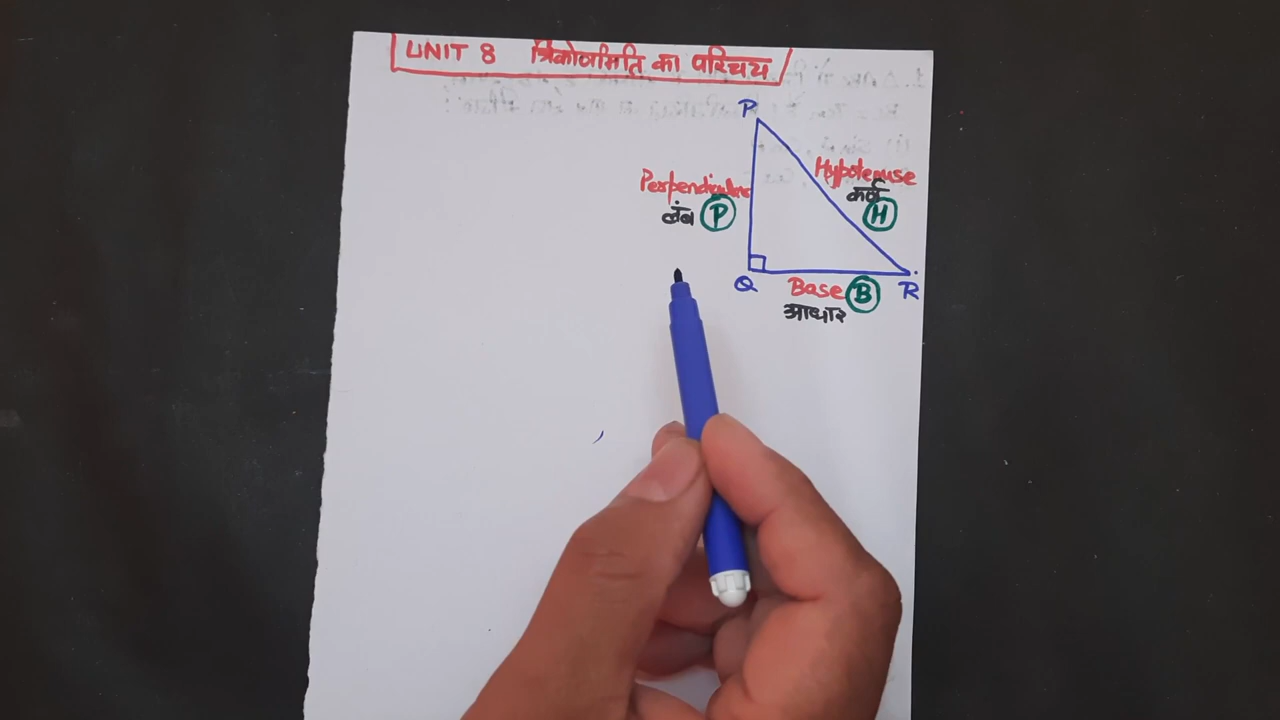 UNIT 8 त्रिकोणमिति का परिचय
P
Perpendicular
लंब P
Hypotenuse
कर्ण
H
Q
Base B
R
आधार